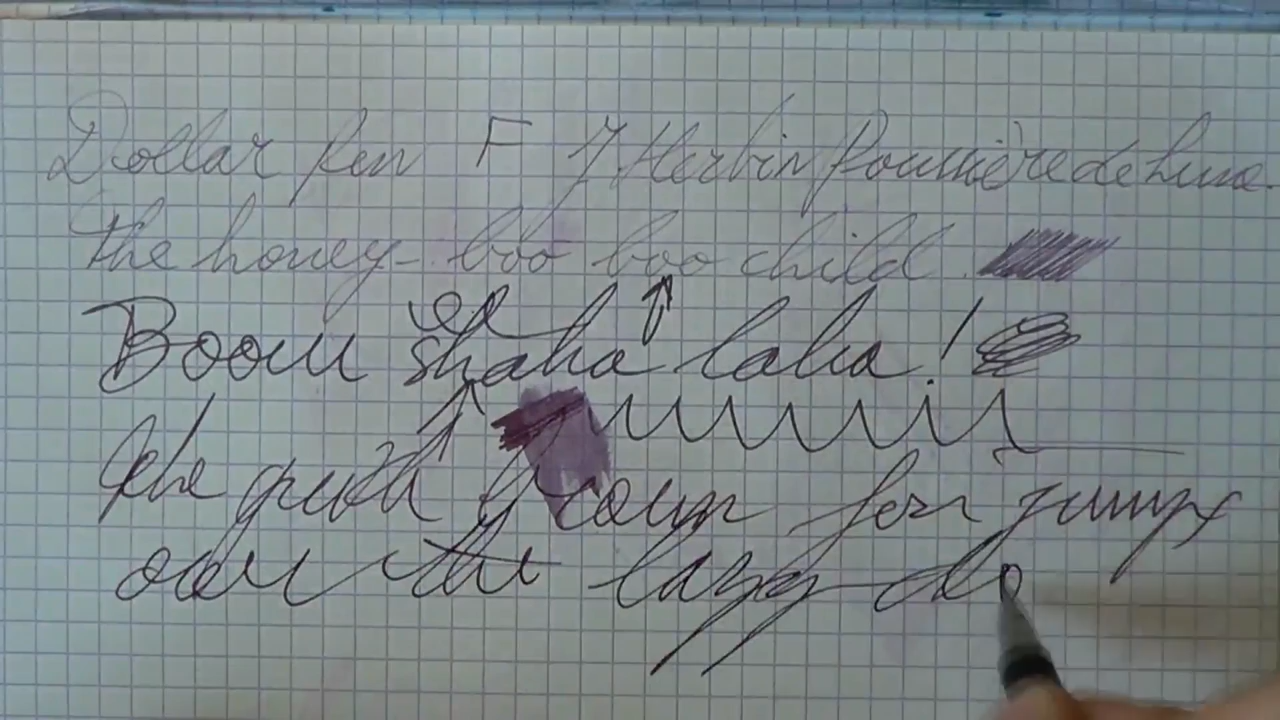 Dollar pen F J Herbin Poussière de Lune.
the honey-boo boo child
Boom shaka laka!
the quick brown fox jumps
over the lazy do